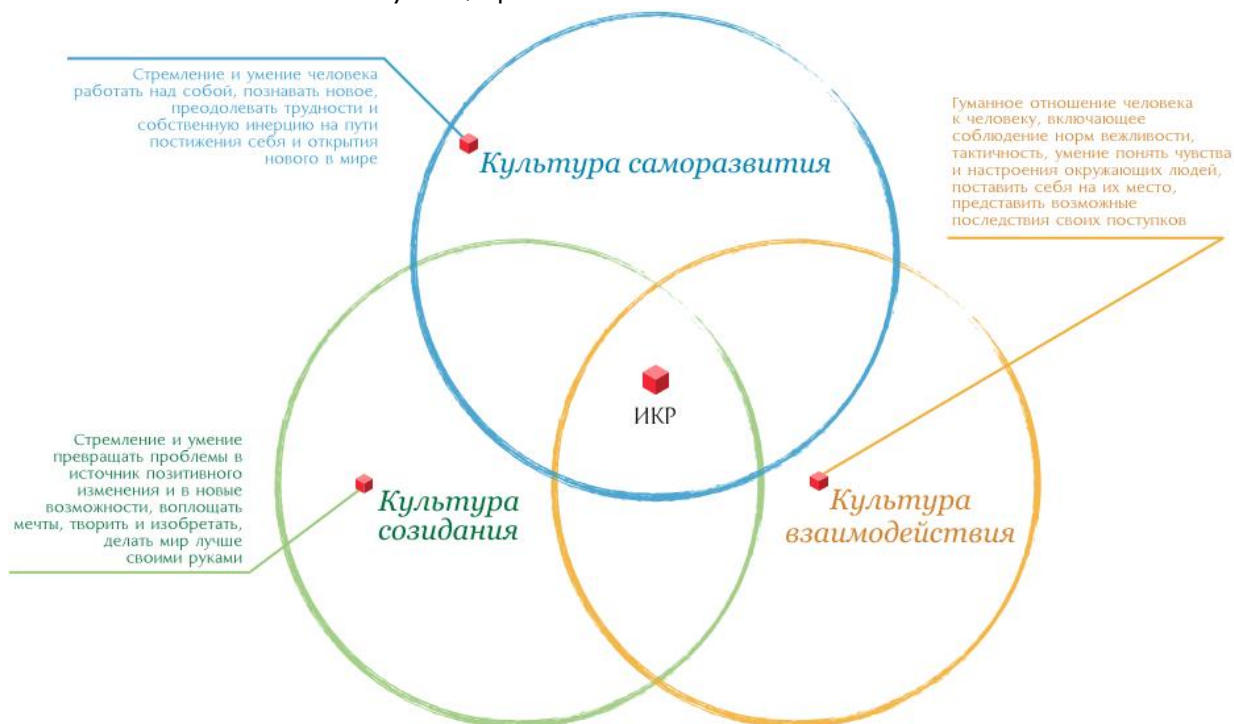 Стремление и умение человека
работать над собой, познавать новое,
преодолевать трудности и
собственную инерцию на пути
постижения себя и открытия
нового в мире
Культура саморазвития
Гуманное отношение человека
к человеку, включающее
соблюдение норм вежливости,
тактичность, умение понять чувства
и настроения окружающих людей,
поставить себя на их место,
представить возможные
последствия своих поступков
ИКР
Стремление и умение
превращать проблемы в
источник позитивного
изменения и в новые
возможности, воплощать
мечты, творить и изобретать,
делать мир лучше
своими руками
Культура
созидания
Культура
взаимодействия